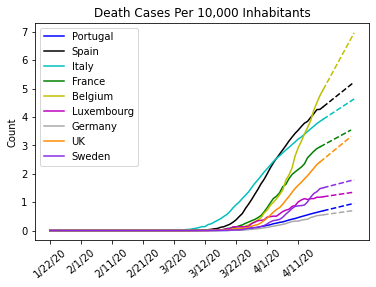 Death Cases Per 10,000 Inhabitants
Count
7
6
5
4
3
2
1
0
Portugal
Spain
Italy
France
Belgium
Luxembourg
Germany
UK
Sweden
1/22/20
2/1/20
2/11/20
2/21/20
3/2/20
3/12/20
3/22/20
4/1/20
4/11/20